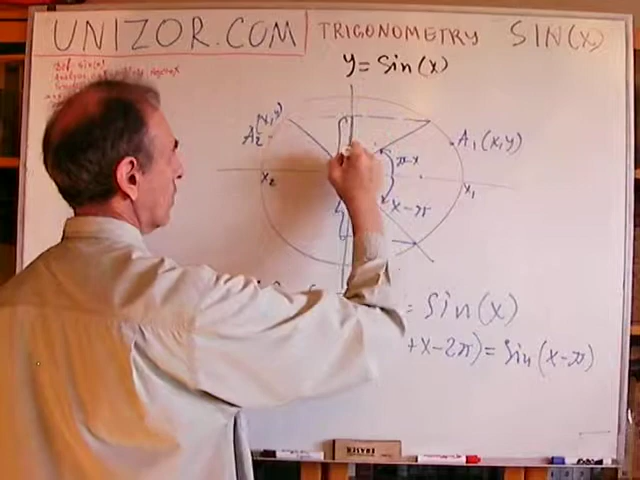 UNIZOR.COM
TRIGONOMETRY SIN(X)
y = Sin(x)
A₂ (x,y)
A₁(x,y)
π-x
x₂
x₁
x-π
= Sin(x)
+x-2π) = Sin(x-π)